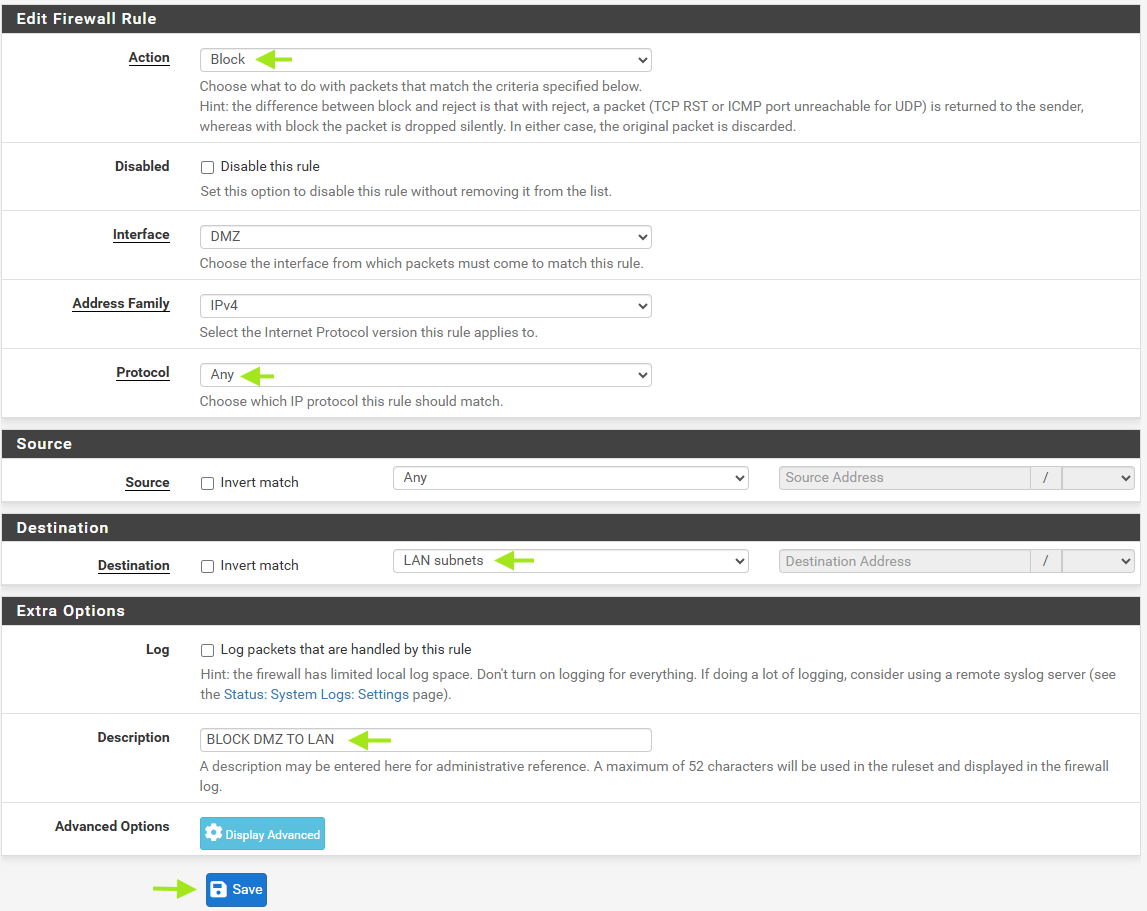 Edit Firewall Rule
Action
Block
Choose what to do with packets that match the criteria specified below.
Hint: the difference between block and reject is that with reject, a packet (TCP RST or ICMP port unreachable for UDP) is returned to the sender,
whereas with block the packet is dropped silently. In either case, the original packet is discarded.
Disabled
Disable this rule
Set this option to disable this rule without removing it from the list.
Interface
DMZ
Choose the interface from which packets must come to match this rule.
Address Family
IPv4
Select the Internet Protocol version this rule applies to.
Protocol
Any
Choose which IP protocol this rule should match.
Source
Source
Invert match
Any
Source Address
/
Destination
Destination
Invert match
LAN subnets
Destination Address
/
Extra Options
Log
Log packets that are handled by this rule
Hint: the firewall has limited local log space. Don't turn on logging for everything. If doing a lot of logging, consider using a remote syslog server (see
the Status: System Logs: Settings page).
Description
BLOCK DMZ TO LAN
A description may be entered here for administrative reference. A maximum of 52 characters will be used in the ruleset and displayed in the firewall
log.
Advanced Options
Display Advanced
Save